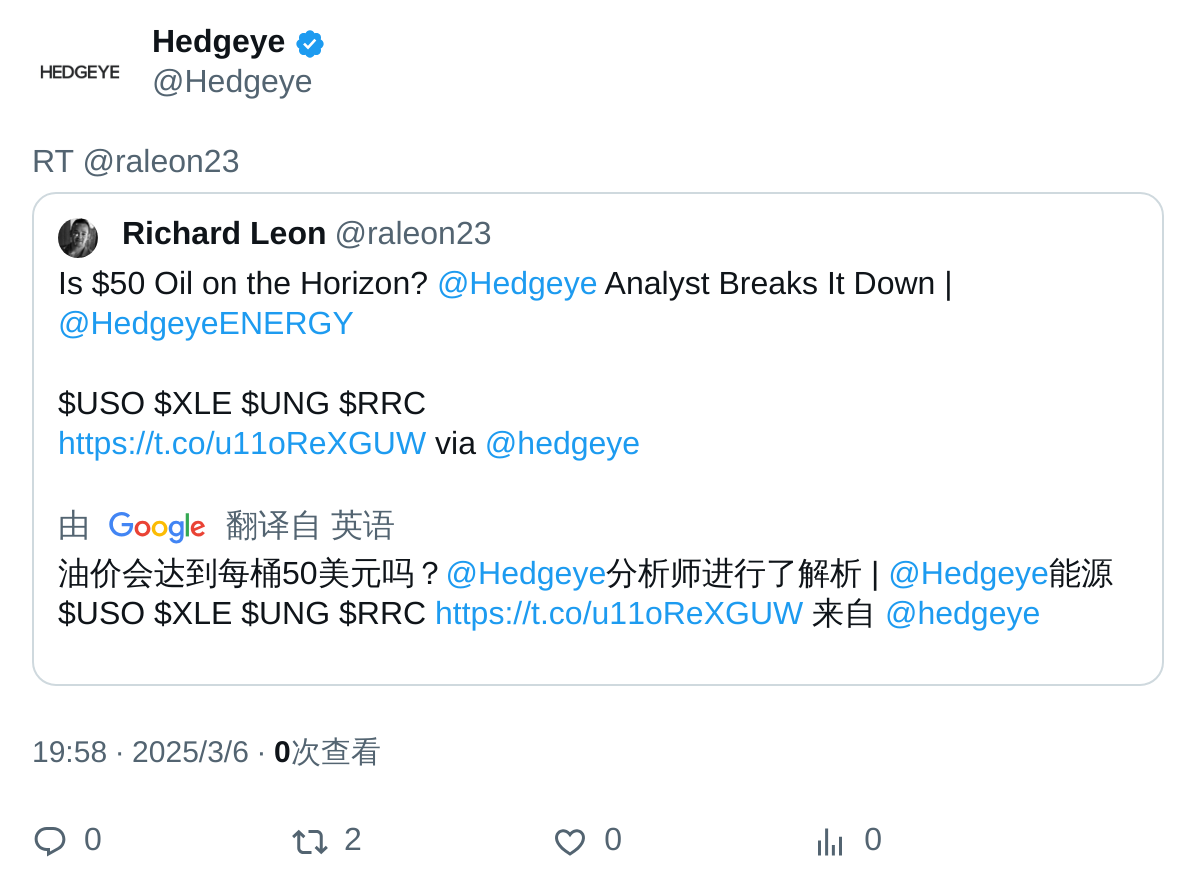 Hedgeye
HEDGEYE
@Hedgeye
RT @raleon23
Richard Leon @raleon23
Is $50 Oil on the Horizon? @Hedgeye Analyst Breaks It Down |
@HedgeyeENERGY
$USO $XLE $UNG $RRC
https://t.co/u11oReXGUW via @hedgeye
由 Google 翻译自 英语
油价会达到每桶50美元吗？@Hedgeye分析师进行了解析 | @Hedgeye能源
$USO $XLE $UNG $RRC https://t.co/u11oReXGUW 来自 @hedgeye
19:58 · 2025/3/6 · 0次查看
0 2 0 0